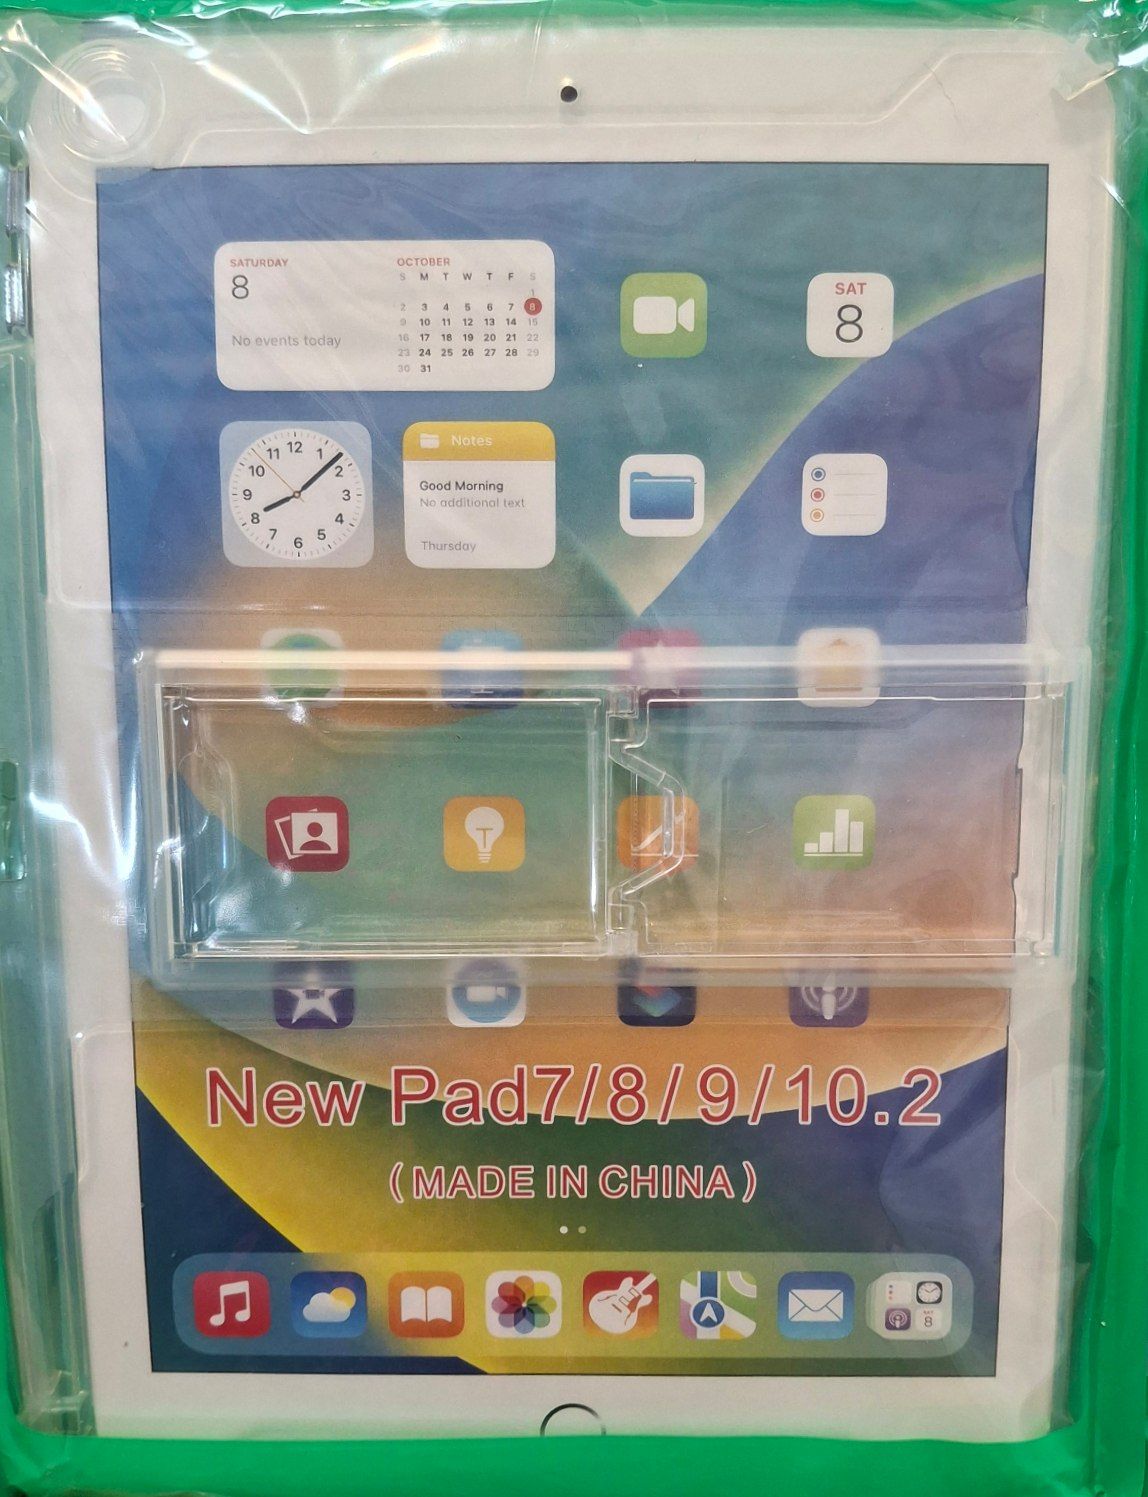 SATURDAY
8
No events today
OCTOBER
S M T W T F S
1
2 3 4 5 6 7 8
9 10 11 12 13 14 15
16 17 18 19 20 21 22
23 24 25 26 27 28 29
30 31
SAT
8
12
1
2
3
4
5
6
7
8
9
10
11
Notes
Good Morning
No additional text
Thursday
New Pad7/8/9/10.2
(MADE IN CHINA)
SAT
8